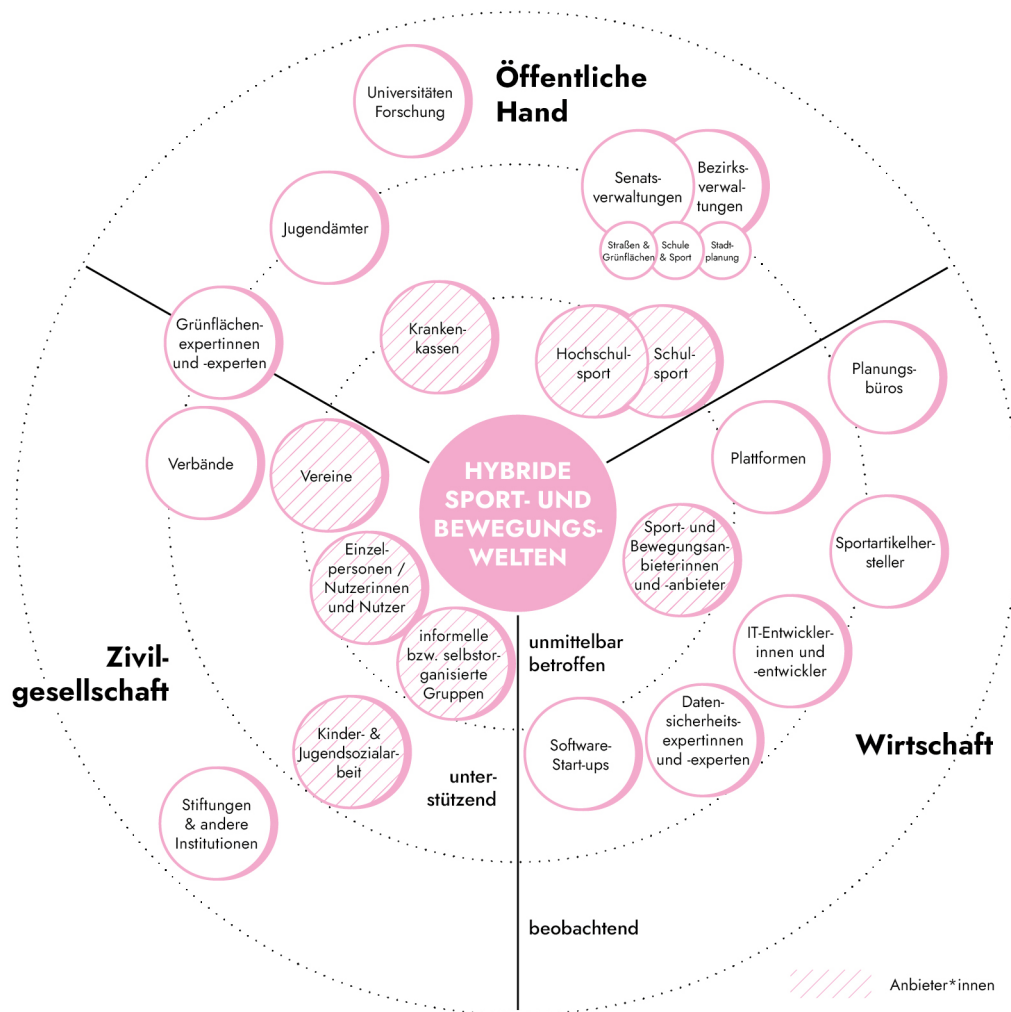 Öffentliche
Hand
Universitäten
Forschung
Senats-
verwaltungen
Bezirks-
verwal-
tungen
Straßen &
Grünflächen
Schule
& Sport
Stadt-
planung
Jugendämter
Grünflächen-
expertinnen
und -experten
Kranken-
kassen
Hochschul-
sport
Schul-
sport
Planungs-
büros
Verbände
Vereine
Plattformen
HYBRIDE
SPORT- UND
BEWEGUNGS-
WELTEN
Einzel-
personen /
Nutzerinnen
und Nutzer
Sport- und
Bewegungsan-
bieterinnen
und -anbieter
Sportartikelher-
steller
informelle
bzw. selbstor-
ganisierte
Gruppen
unmittelbar
betroffen
IT-Entwickler-
innen und
-entwickler
Zivil-
gesellschaft
Kinder- &
Jugendsozialar-
beit
unter-
stützend
Software-
Start-ups
Daten-
sicherheits-
expertinnen
und -experten
Wirtschaft
Stiftungen
& andere
Institutionen
beobachtend
Anbieter*innen